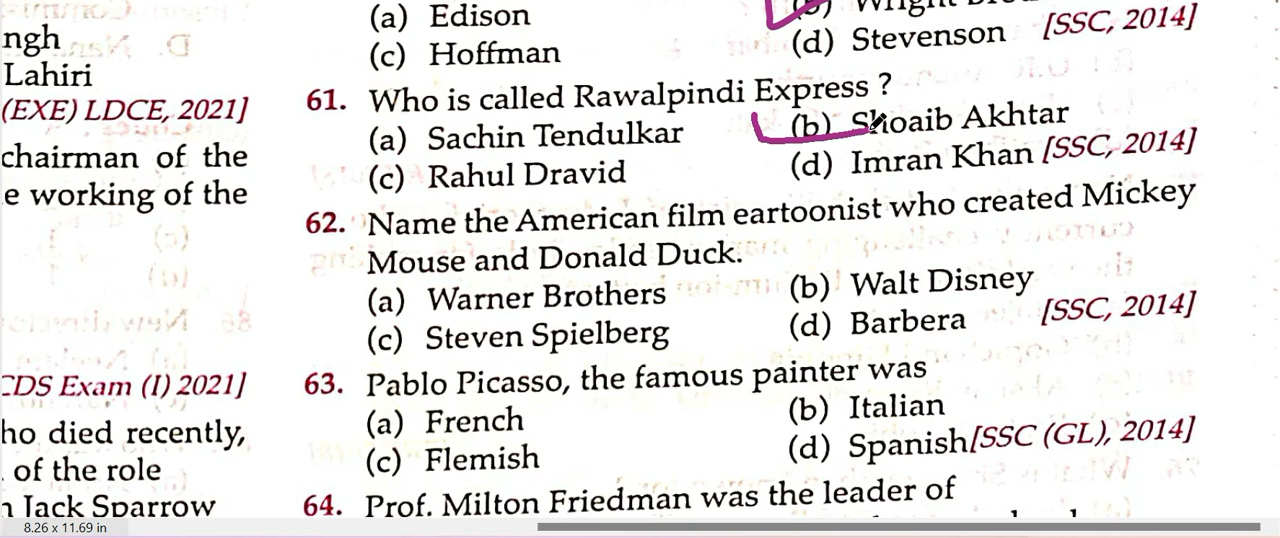 ngh
Lahiri
(EXE) LDCE, 2021]
chairman of the
e working of the
CDS Exam (I) 2021]
ho died recently,
of the role
Jack Sparrow
(a) Edison
(c) Hoffman
(d) Stevenson [SSC, 2014]
61. Who is called Rawalpindi Express ?
(a) Sachin Tendulkar (b) Shoaib Akhtar
(c) Rahul Dravid (d) Imran Khan [SSC, 2014]
62. Name the American film eartoonist who created Mickey
Mouse and Donald Duck.
(a) Warner Brothers (b) Walt Disney
(c) Steven Spielberg (d) Barbera [SSC, 2014]
63. Pablo Picasso, the famous painter was
(a) French (b) Italian
(c) Flemish (d) Spanish [SSC (GL), 2014]
64. Prof. Milton Friedman was the leader of
8.26 x 11.69 in